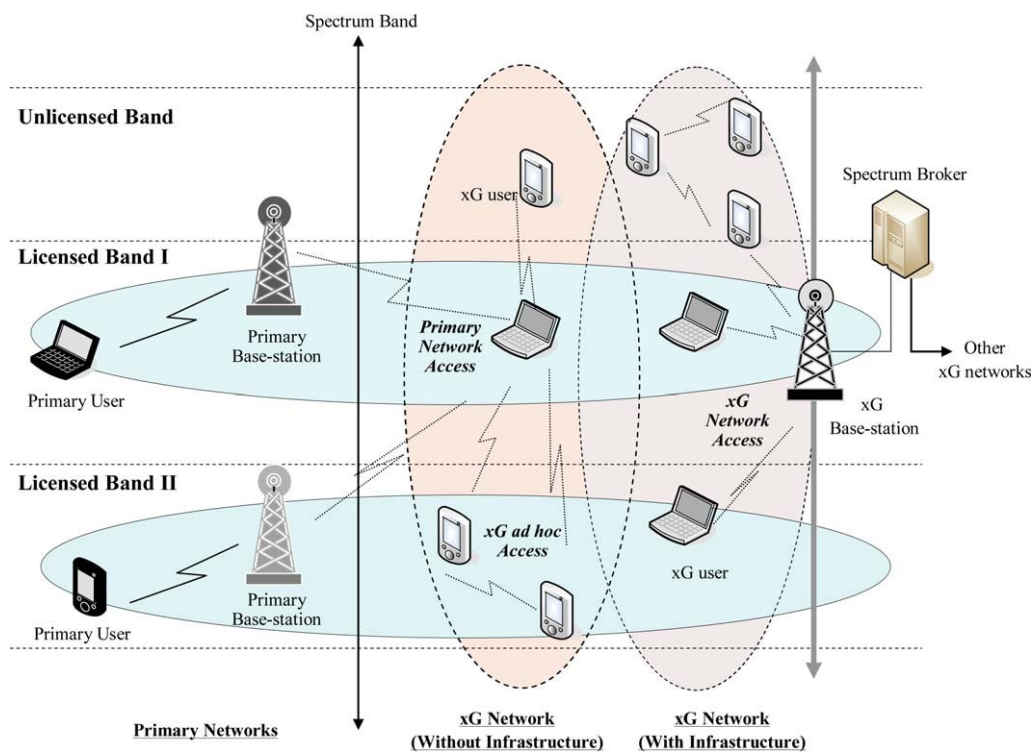 Spectrum Band
Unlicensed Band
Spectrum Broker
xG user
Licensed Band I
Primary
Network
Access
Primary
Base-station
Primary User
Other
xG networks
xG
Network
Access
xG
Base-station
Licensed Band II
xG ad hoc
Access
xG user
Primary
Base-station
Primary User
Primary Networks
xG Network
(Without Infrastructure)
xG Network
(With Infrastructure)